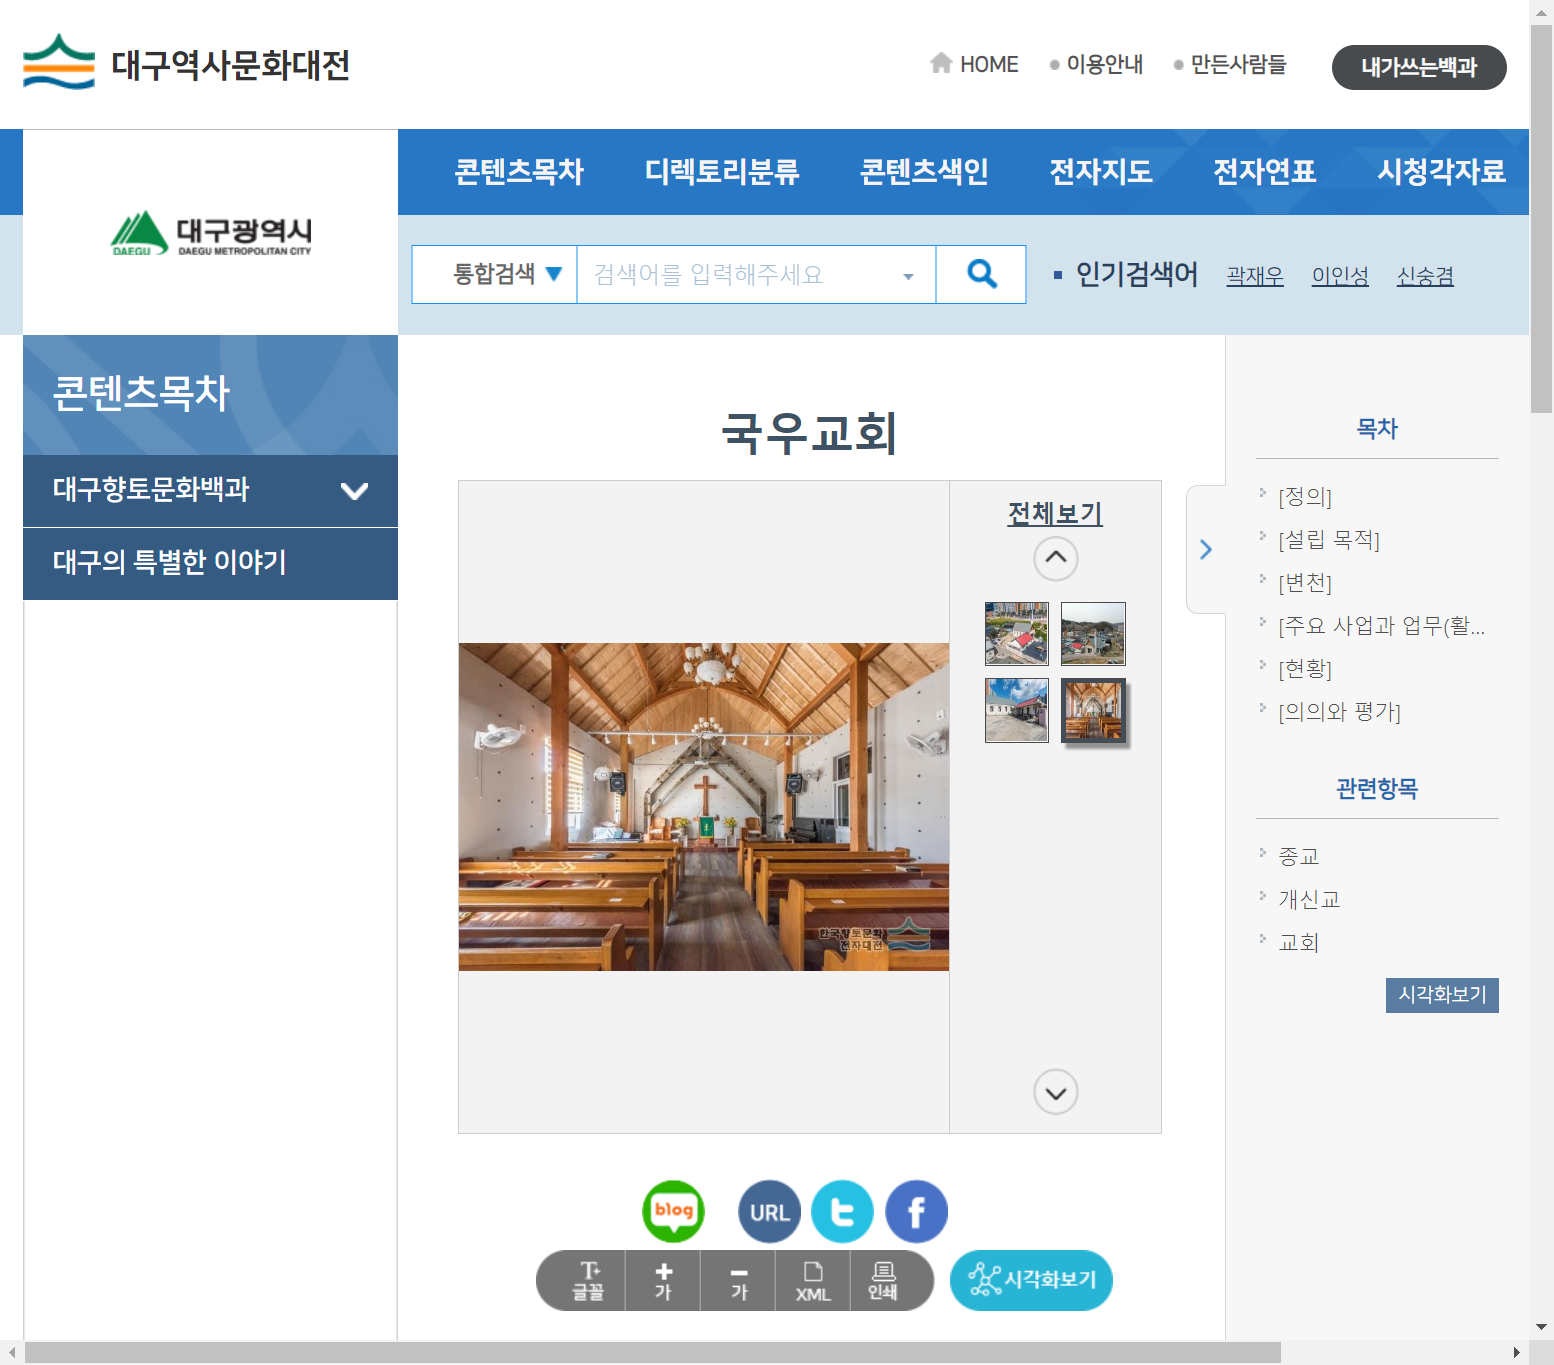 대구역사문화대전
HOME
이용안내
만든사람들
내가쓰는백과
콘텐츠목차
디렉토리분류
콘텐츠색인
전자지도
전자연표
시청각자료
대구광역시
DAEGU METROPOLITAN CITY
DAEGU
통합검색
검색어를 입력해주세요
인기검색어
곽재우
이인성
신숭겸
콘텐츠목차
대구향토문화백과
대구의 특별한 이야기
국우교회
전체보기
한국향토문화
전자대전
blog
URL
t
f
글꼴
가
가
XML
인쇄
시각화보기
목차
[정의]
[설립 목적]
[변천]
[주요 사업과 업무(활...
[현황]
[의의와 평가]
관련항목
종교
개신교
교회
시각화보기